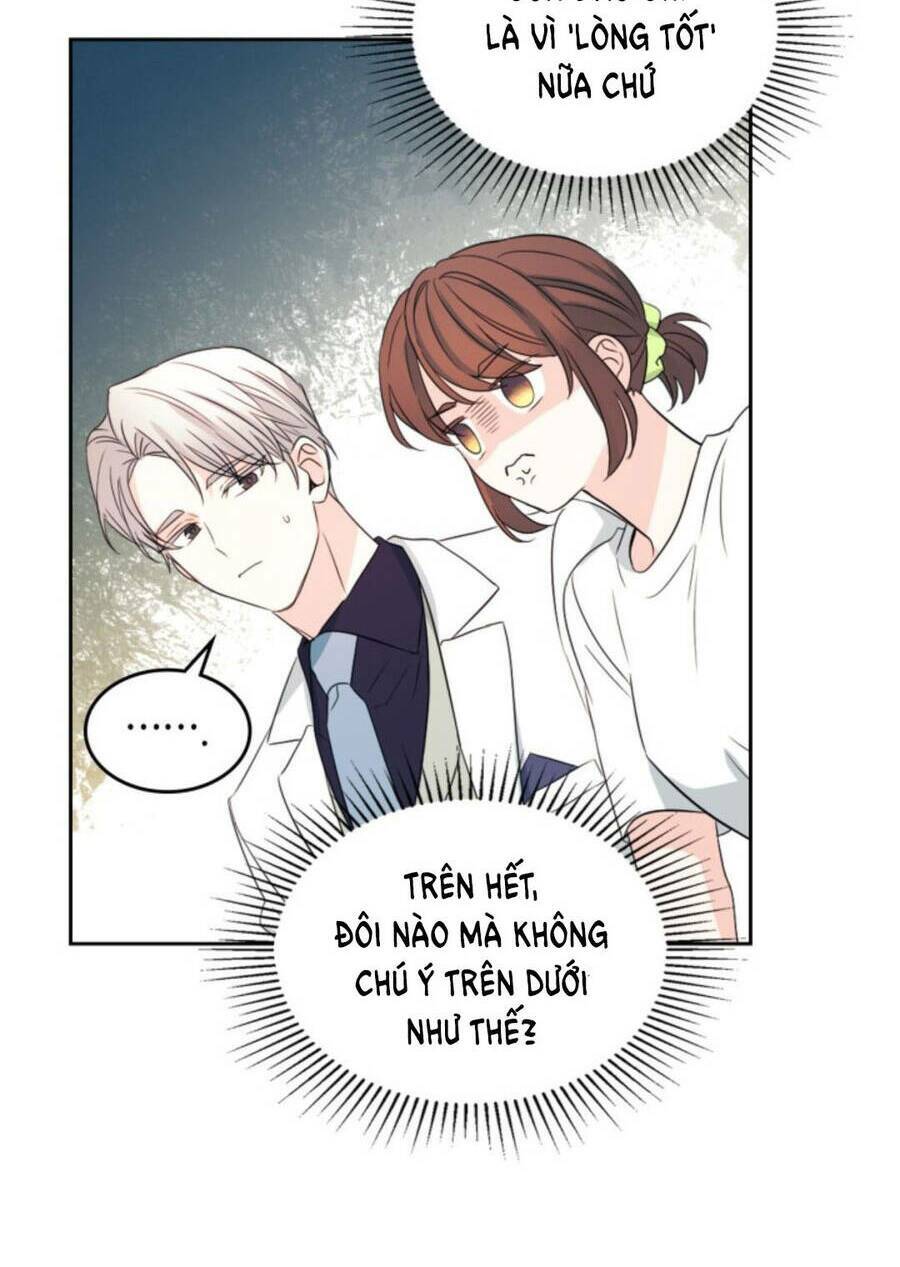 LÀ VÌ 'LÒNG TỐT'
NỮA CHỨ
.......
TRÊN HẾT,
ĐÔI NÀO MÀ KHÔNG
CHÚ Ý TRÊN DƯỚI
NHƯ THẾ?